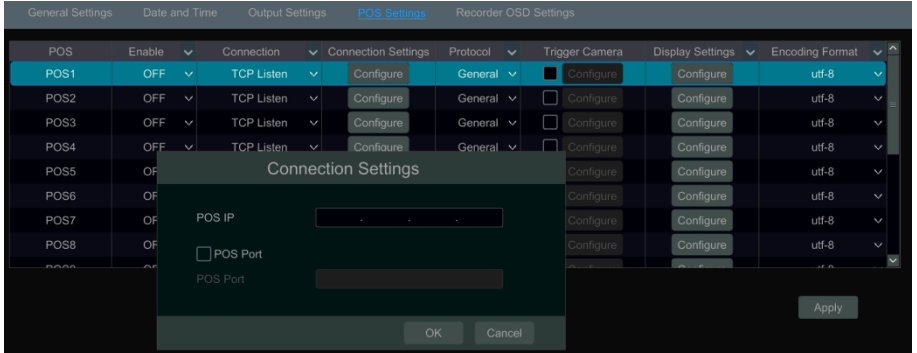 General Settings Date and Time Output Settings POS Settings Recorder OSD Settings
POS Enable Connection Connection Settings Protocol Trigger Camera Display Settings Encoding Format
POS1 OFF TCP Listen Configure General Configure Configure utf-8
POS2 OFF TCP Listen Configure General Configure Configure utf-8
POS3 OFF TCP Listen Configure General Configure Configure utf-8
POS4 OFF TCP Listen Configure General Configure Configure utf-8
POS5 Configure Configure utf-8
POS6 Configure Configure utf-8
POS7 Configure Configure utf-8
POS8 Configure Configure utf-8
Connection Settings
POS IP . . .
POS Port
POS Port
OK Cancel
Apply